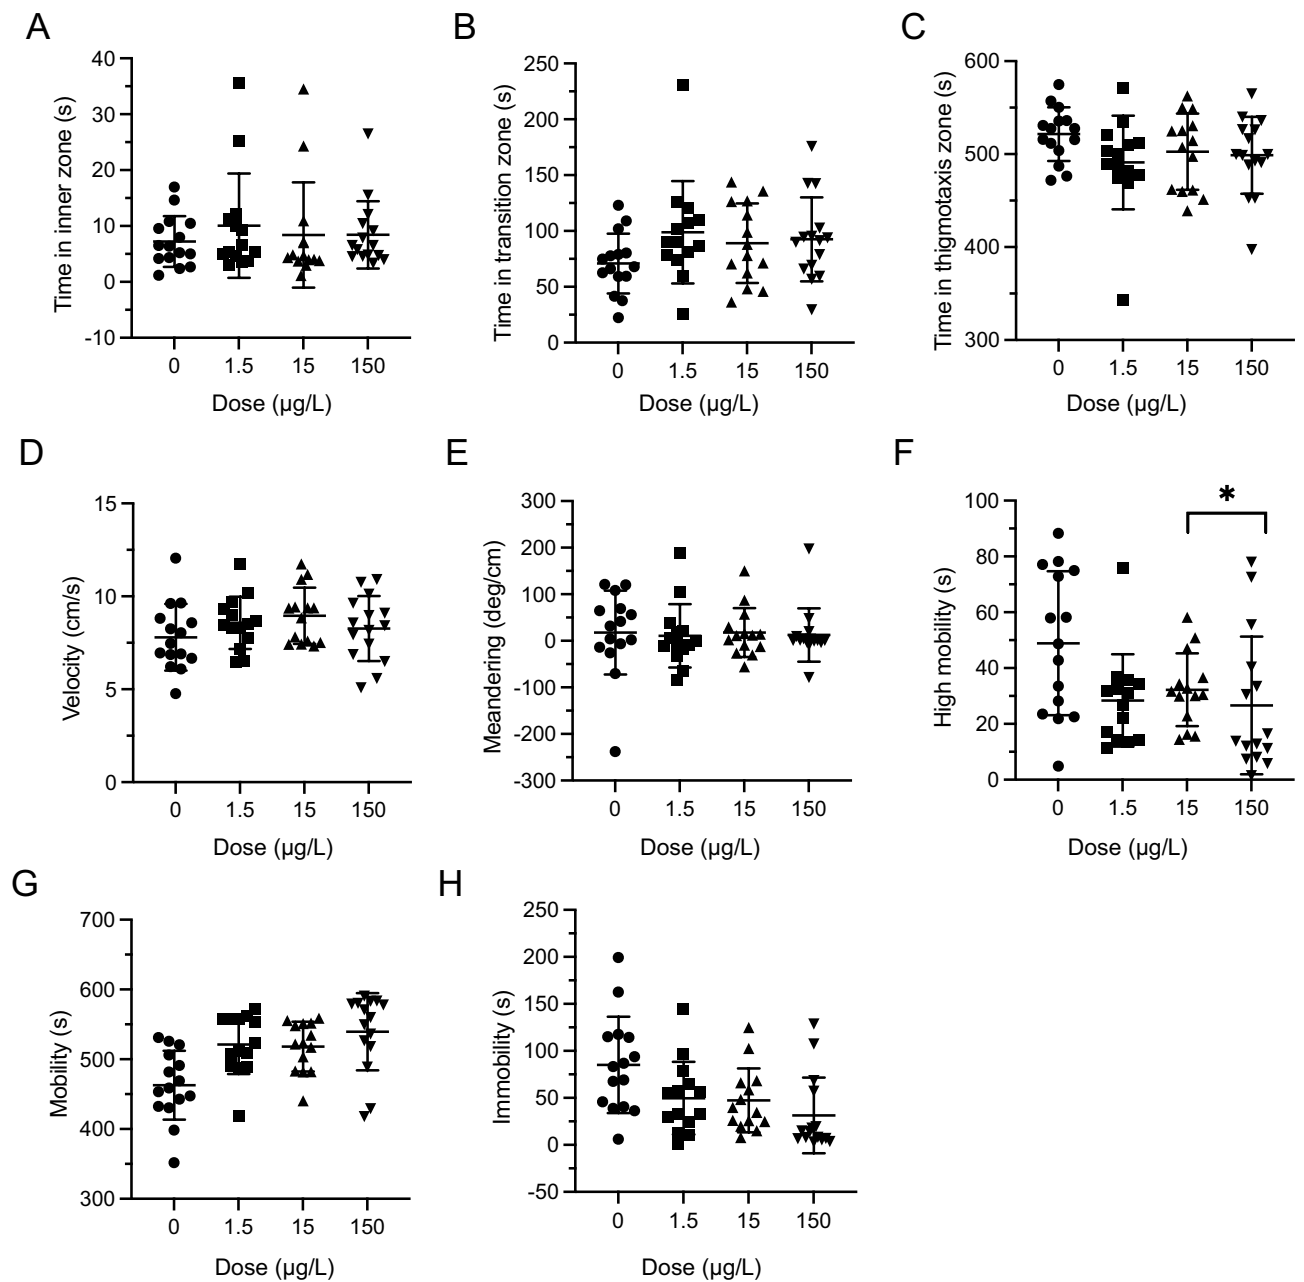 A
Time in inner zone (s)
40
30
20
10
0
-10
0 1.5 15 150
Dose (µg/L)
B
Time in transition zone (s)
250
200
150
100
50
0
0 1.5 15 150
Dose (µg/L)
C
Time in thigmotaxis zone (s)
600
500
400
300
0 1.5 15 150
Dose (µg/L)
D
Velocity (cm/s)
15
10
5
0
0 1.5 15 150
Dose (µg/L)
E
Meandering (deg/cm)
300
200
100
0
-100
-200
-300
0 1.5 15 150
Dose (µg/L)
F
High mobility (s)
100
80
60
40
20
0
*
0 1.5 15 150
Dose (µg/L)
G
Mobility (s)
700
600
500
400
300
0 1.5 15 150
Dose (µg/L)
H
Immobility (s)
250
200
150
100
50
0
-50
0 1.5 15 150
Dose (µg/L)